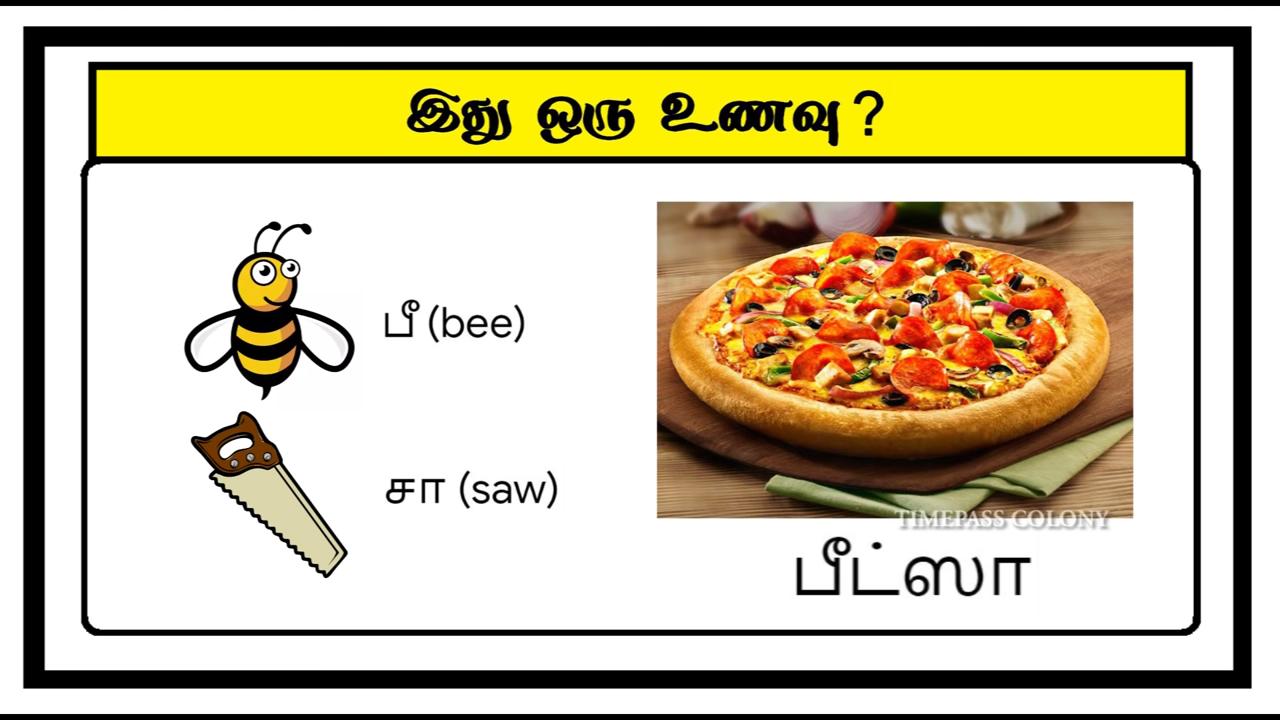 இது ஒரு உணவு ?
பீ (bee)
சா (saw)
TIMEPASS COLONY
பீட்ஸா